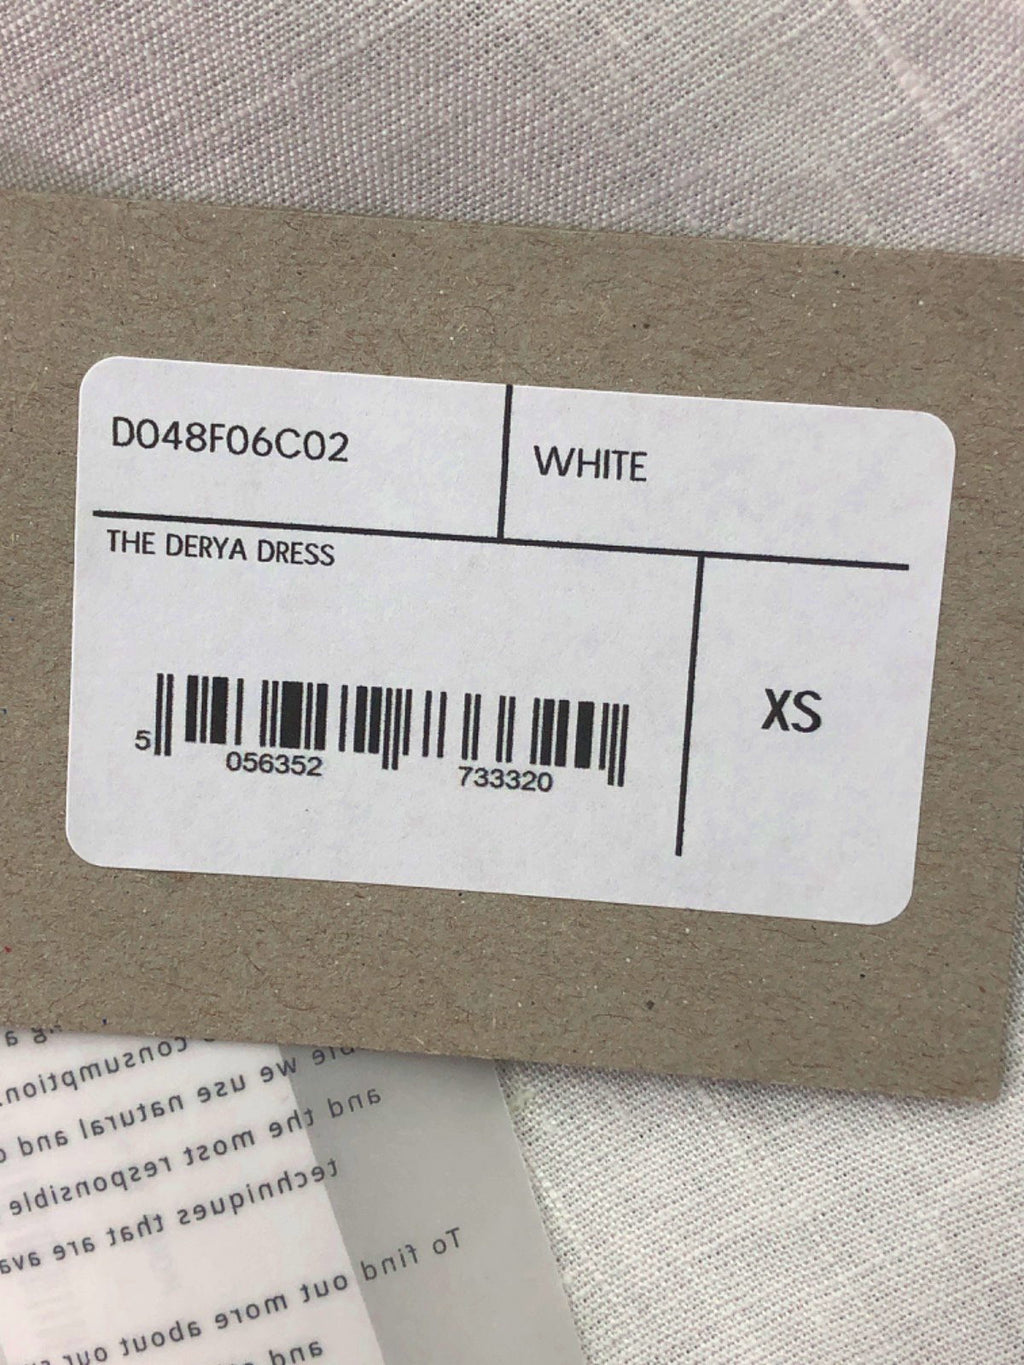 D048F06C02
WHITE
THE DERYA DRESS
XS
5 056352 733320
g a
consumption.
we use
natural and
and
the most
responsible
techniques
that are
To find
out more
about our
and